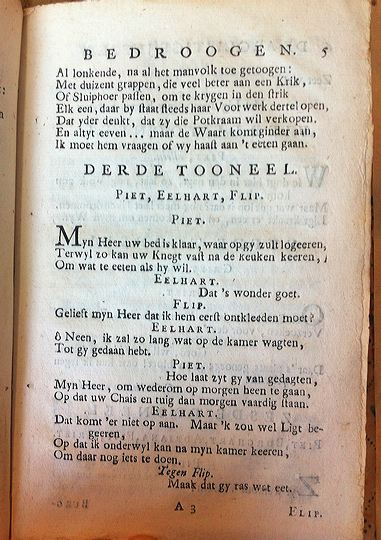 BEDROOGEN. 5
Al lonkende, na al het manvolk toe getoogen:
Met duizent grappen, die veel beter aan een Krik,
Of Sluiphoer passen, om te krygen in den strik
Elk een, daar by staat steeds haar Voorwerk dertel open,
Dat yder denkt, dat zy die Potkraam wil verkopen.
En altyt eeven... maar de Waart komt ginder aan,
Ik moet hem vraagen of wy haast aan 't eeten gaan.
DERDE TOONEEL.
PIET, EELHART, FLIP.
PIET.
Myn Heer uw bed is klaar, waar op gy zult logeeren,
Terwyl zo kan uw Knegt vast na de keuken keeren,
Om wat te eeten als hy wil.
EELHART.
Dat 's wonder goet.
FLIP.
Gelieft myn Heer dat ik hem eerst ontkleeden moet?
EELHART.
ô Neen, ik zal zo lang wat op de kamer wagten,
Tot gy gedaan hebt.
PIET.
Hoe laat zyt gy van gedagten,
Myn Heer, om wederom op morgen heen te gaan,
Op dat uw Chais en tuig dan morgen vaardig staan.
EELHART.
Dat komt 'er niet op aan. Maar 'k zou wel Ligt be-
geeren,
Op dat ik onderwyl kan na myn kamer keeren,
Om daar nog iets te doen.
Tegen Flip.
Maak dat gy ras wat eet.
A 3
FLIP.